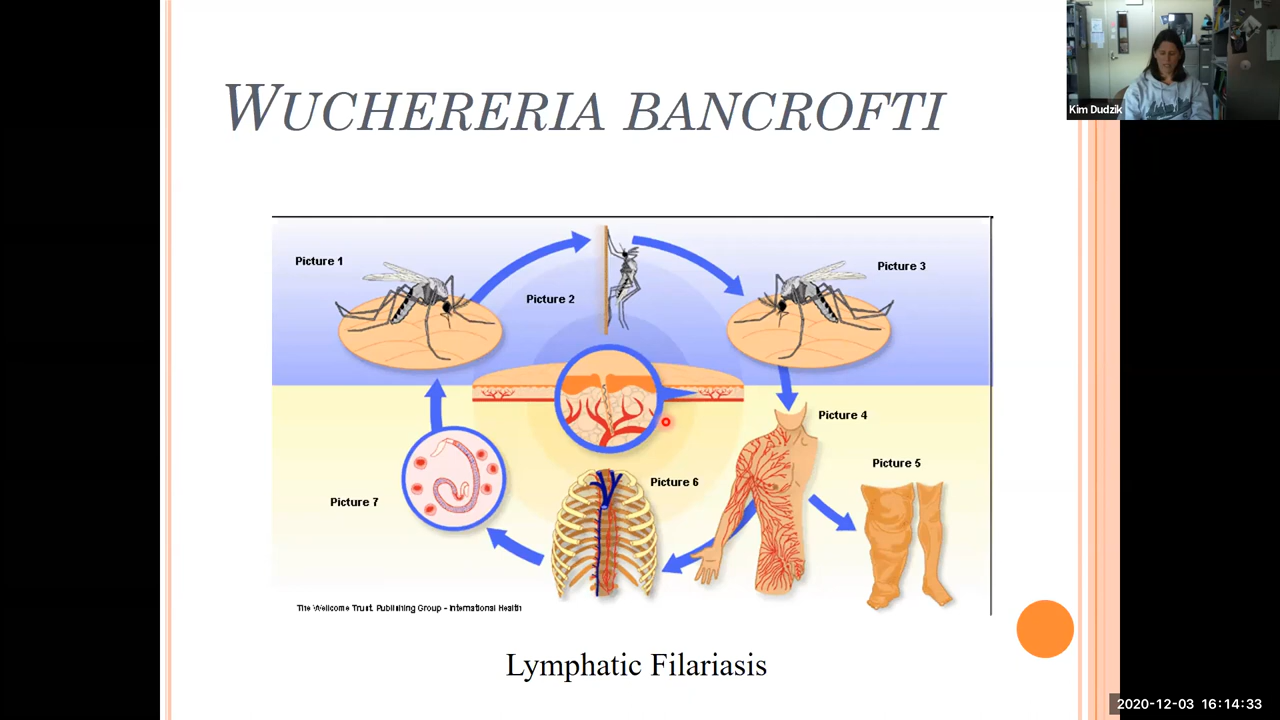 WUCHERERIA BANCROFTI
Kim Dudzik
Picture 1
Picture 2
Picture 3
Picture 4
Picture 5
Picture 6
Picture 7
The Wellcome Trust. Publishing Group - International Health
Lymphatic Filariasis
2020-12-03 16:14:33